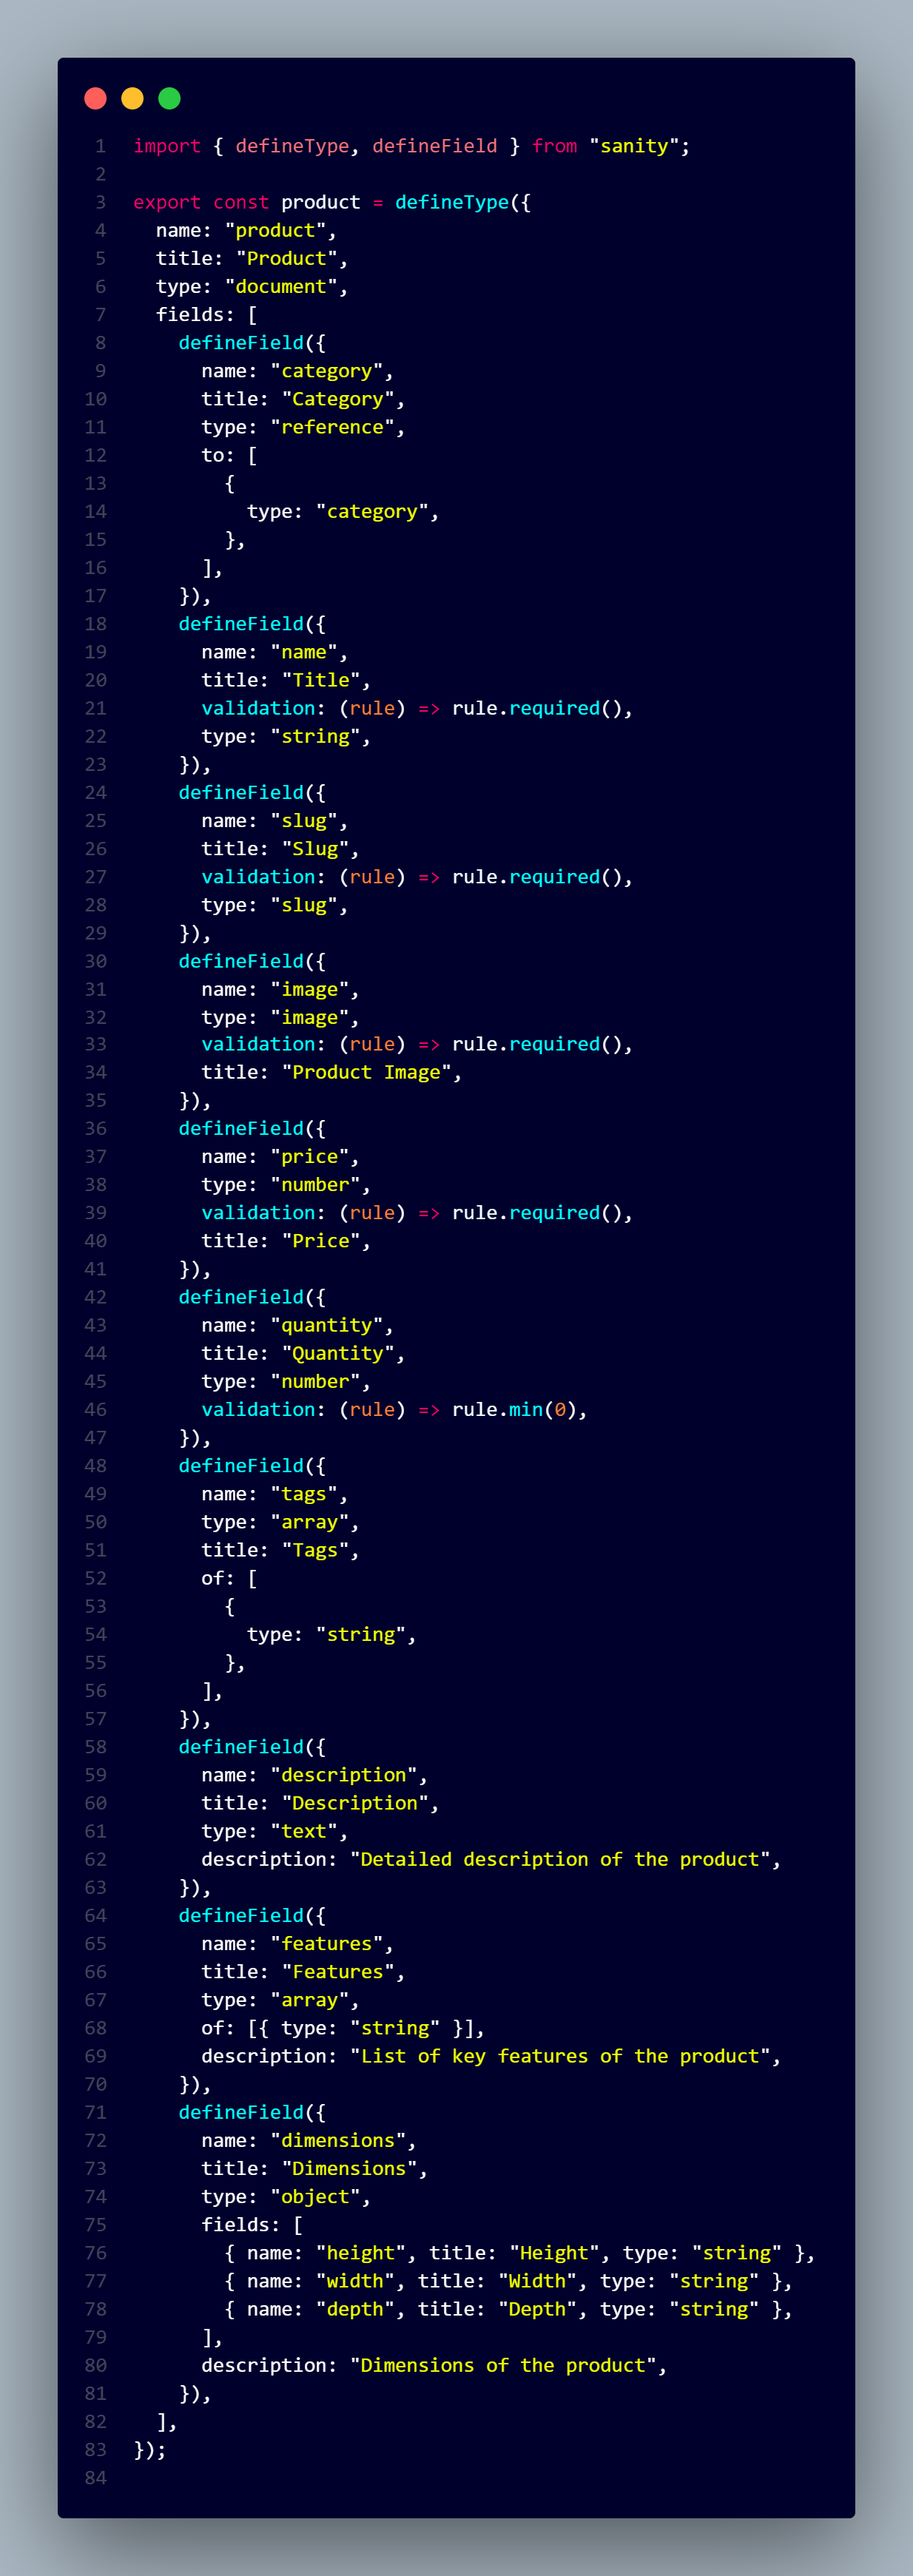 1 import { defineType, defineField } from "sanity";
2
3 export const product = defineType({
4   name: "product",
5   title: "Product",
6   type: "document",
7   fields: [
8     defineField({
9       name: "category",
10       title: "Category",
11       type: "reference",
12       to: [
13         {
14           type: "category",
15         },
16       ],
17     }),
18     defineField({
19       name: "name",
20       title: "Title",
21       validation: (rule) => rule.required(),
22       type: "string",
23     }),
24     defineField({
25       name: "slug",
26       title: "Slug",
27       validation: (rule) => rule.required(),
28       type: "slug",
29     }),
30     defineField({
31       name: "image",
32       type: "image",
33       validation: (rule) => rule.required(),
34       title: "Product Image",
35     }),
36     defineField({
37       name: "price",
38       type: "number",
39       validation: (rule) => rule.required(),
40       title: "Price",
41     }),
42     defineField({
43       name: "quantity",
44       title: "Quantity",
45       type: "number",
46       validation: (rule) => rule.min(0),
47     }),
48     defineField({
49       name: "tags",
50       type: "array",
51       title: "Tags",
52       of: [
53         {
54           type: "string",
55         },
56       ],
57     }),
58     defineField({
59       name: "description",
60       title: "Description",
61       type: "text",
62       description: "Detailed description of the product",
63     }),
64     defineField({
65       name: "features",
66       title: "Features",
67       type: "array",
68       of: [{ type: "string" }],
69       description: "List of key features of the product",
70     }),
71     defineField({
72       name: "dimensions",
73       title: "Dimensions",
74       type: "object",
75       fields: [
76         { name: "height", title: "Height", type: "string" },
77         { name: "width", title: "Width", type: "string" },
78         { name: "depth", title: "Depth", type: "string" },
79       ],
80       description: "Dimensions of the product",
81     }),
82   ],
83 });
84